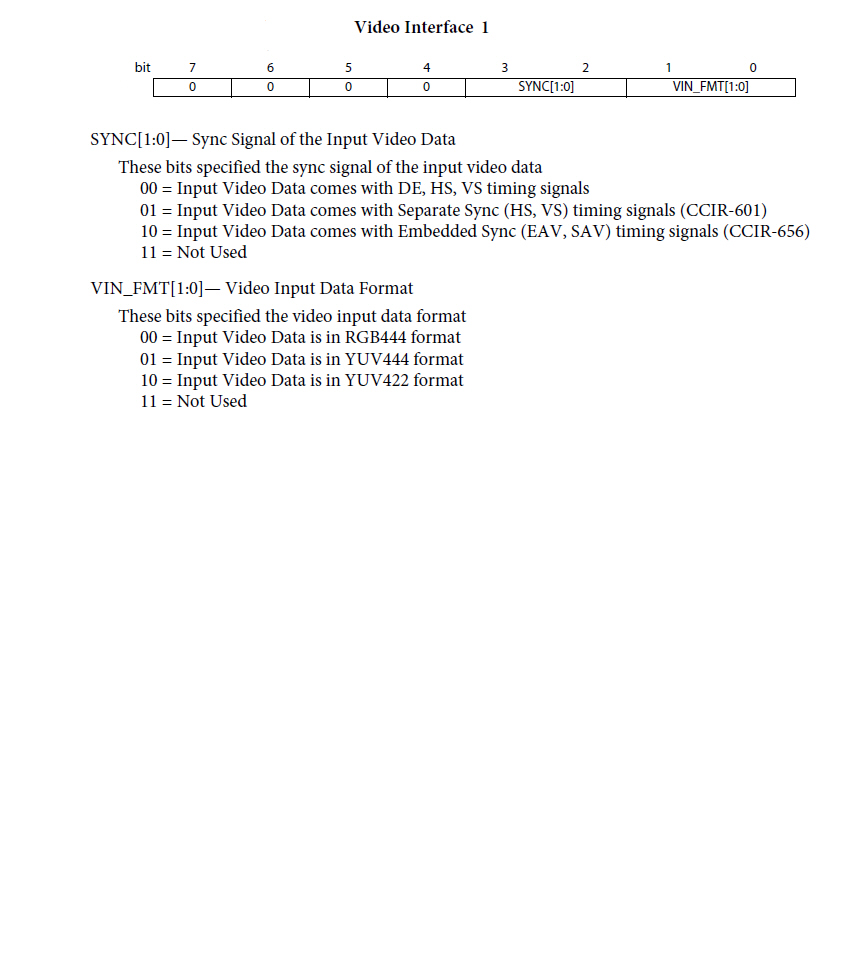 Video Interface 1
bit 7 6 5 4 3 2 1 0
0 0 0 0 SYNC[1:0] VIN_FMT[1:0]
SYNC[1:0]— Sync Signal of the Input Video Data
These bits specified the sync signal of the input video data
00 = Input Video Data comes with DE, HS, VS timing signals
01 = Input Video Data comes with Separate Sync (HS, VS) timing signals (CCIR-601)
10 = Input Video Data comes with Embedded Sync (EAV, SAV) timing signals (CCIR-656)
11 = Not Used
VIN_FMT[1:0]— Video Input Data Format
These bits specified the video input data format
00 = Input Video Data is in RGB444 format
01 = Input Video Data is in YUV444 format
10 = Input Video Data is in YUV422 format
11 = Not Used